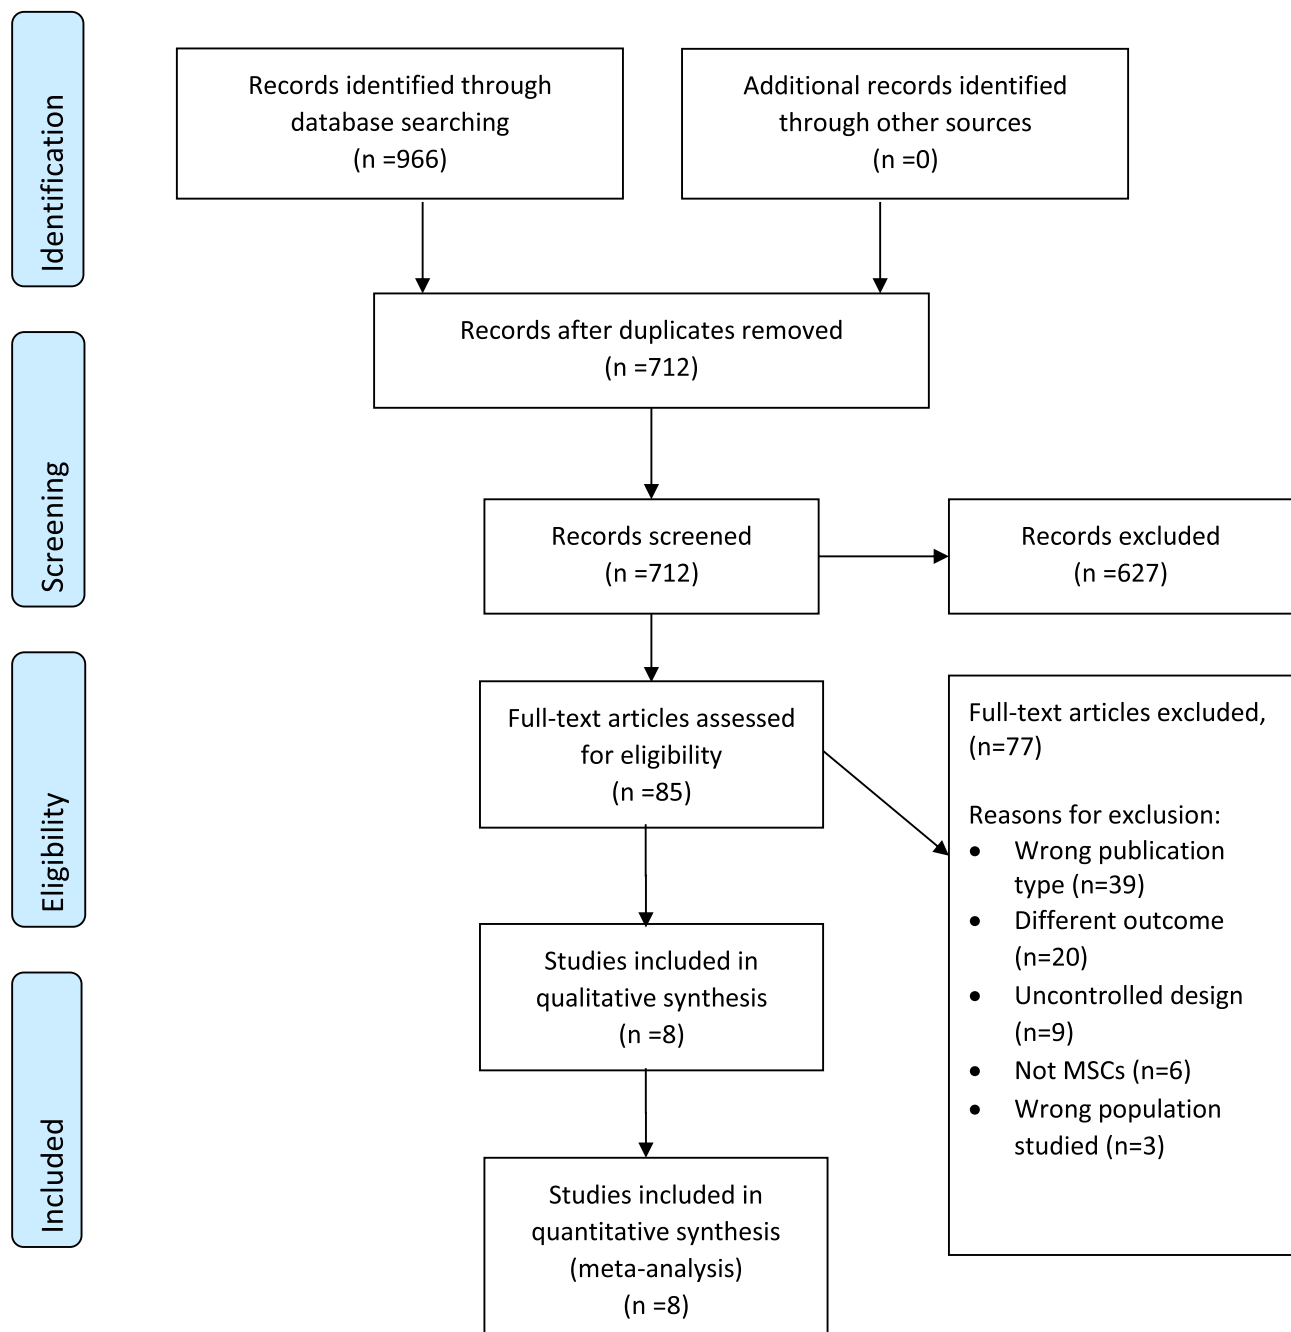 Identification
Records identified through
database searching
(n =966)
Additional records identified
through other sources
(n =0)
Records after duplicates removed
(n =712)
Screening
Records screened
(n =712)
Records excluded
(n =627)
Eligibility
Full-text articles assessed
for eligibility
(n =85)
Full-text articles excluded,
(n=77)
Reasons for exclusion:
• Wrong publication
type (n=39)
• Different outcome
(n=20)
• Uncontrolled design
(n=9)
• Not MSCs (n=6)
• Wrong population
studied (n=3)
Studies included in
qualitative synthesis
(n =8)
Included
Studies included in
quantitative synthesis
(meta-analysis)
(n =8)